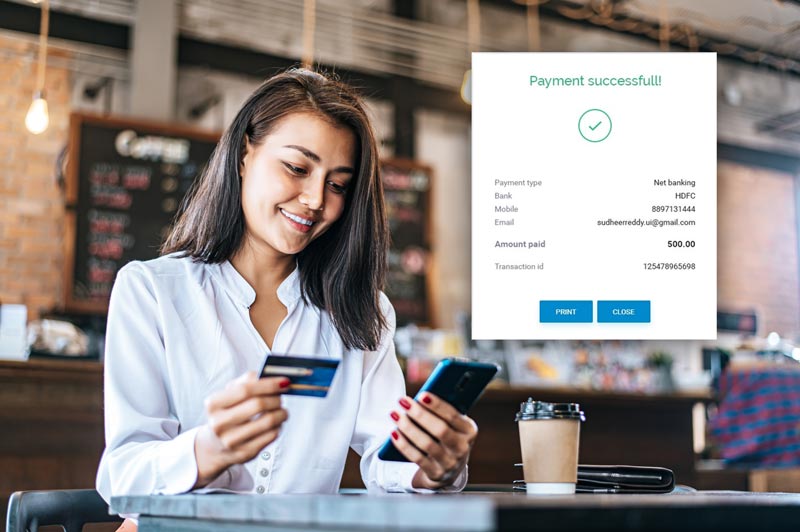 COFFEE
Payment successfull!
Payment type Net banking
Bank HDFC
Mobile 8897131444
Email sudheerreddy.ui@gmail.com
Amount paid 500.00
Transaction id 125478965698
PRINT CLOSE